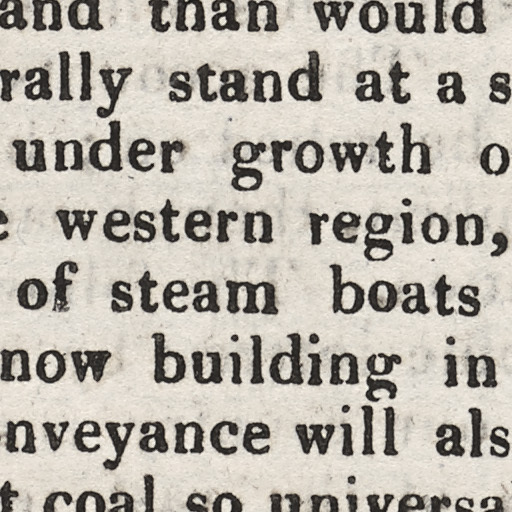 and than would
rally stand at a s
under growth o
e western region,
of steam boats
now building in
nveyance will als
t coal so universa